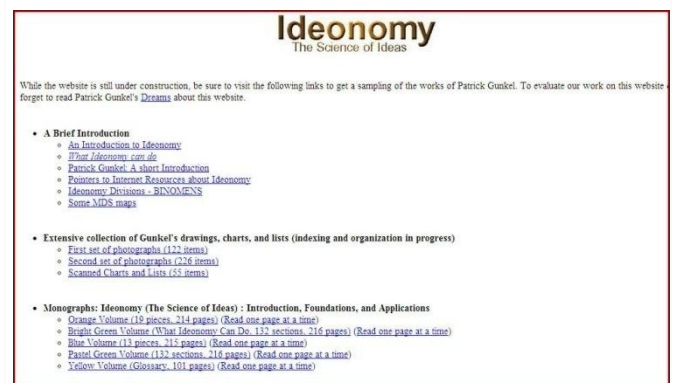 Ideonomy
The Science of Ideas
While the website is still under construction, be sure to visit the following links to get a sampling of the works of Patrick Gunkel. To evaluate our work on this website
forget to read Patrick Gunkel's Dreams about this website.
• A Brief Introduction
◦ An Introduction to Ideonomy
◦ What Ideonomy can do
◦ Patrick Gunkel: A short Introduction
◦ Pointers to Internet Resources about Ideonomy
◦ Ideonomy Divisions - BINOMENS
◦ Some MDS maps
• Extensive collection of Gunkel's drawings, charts, and lists (indexing and organization in progress)
◦ First set of photographs (122 items)
◦ Second set of photographs (226 items)
◦ Scanned Charts and Lists (55 items)
• Monographs: Ideonomy (The Science of Ideas) : Introduction, Foundations, and Applications
◦ Orange Volume (19 pieces, 214 pages) (Read one page at a time)
◦ Bright Green Volume (What Ideonomy Can Do, 132 sections, 216 pages) (Read one page at a time)
◦ Blue Volume (13 pieces, 215 pages) (Read one page at a time)
◦ Pastel Green Volume (132 sections, 216 pages) (Read one page at a time)
◦ Yellow Volume (Glossary, 101 pages) (Read one page at a time)